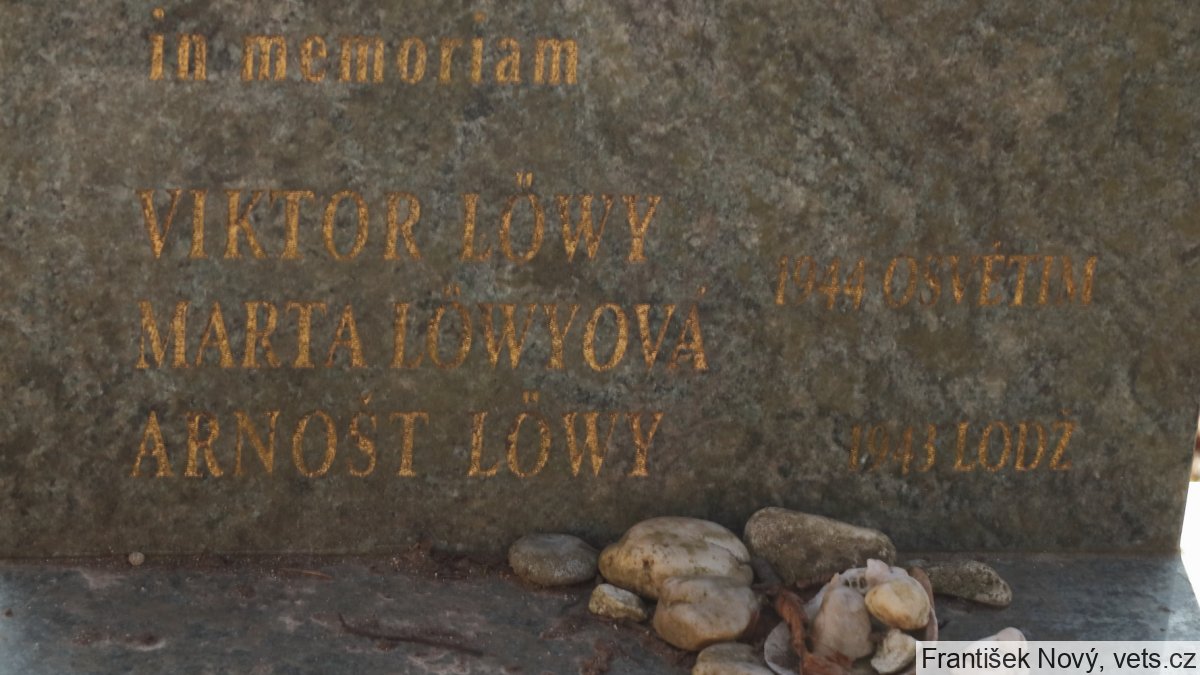 in memoriam
VIKTOR LÖWY
1944 OSVĚTIM
MARTA LÖWYOVÁ
ARNOŠT LÖWY 1943 LODŽ
František Nový, vets.cz